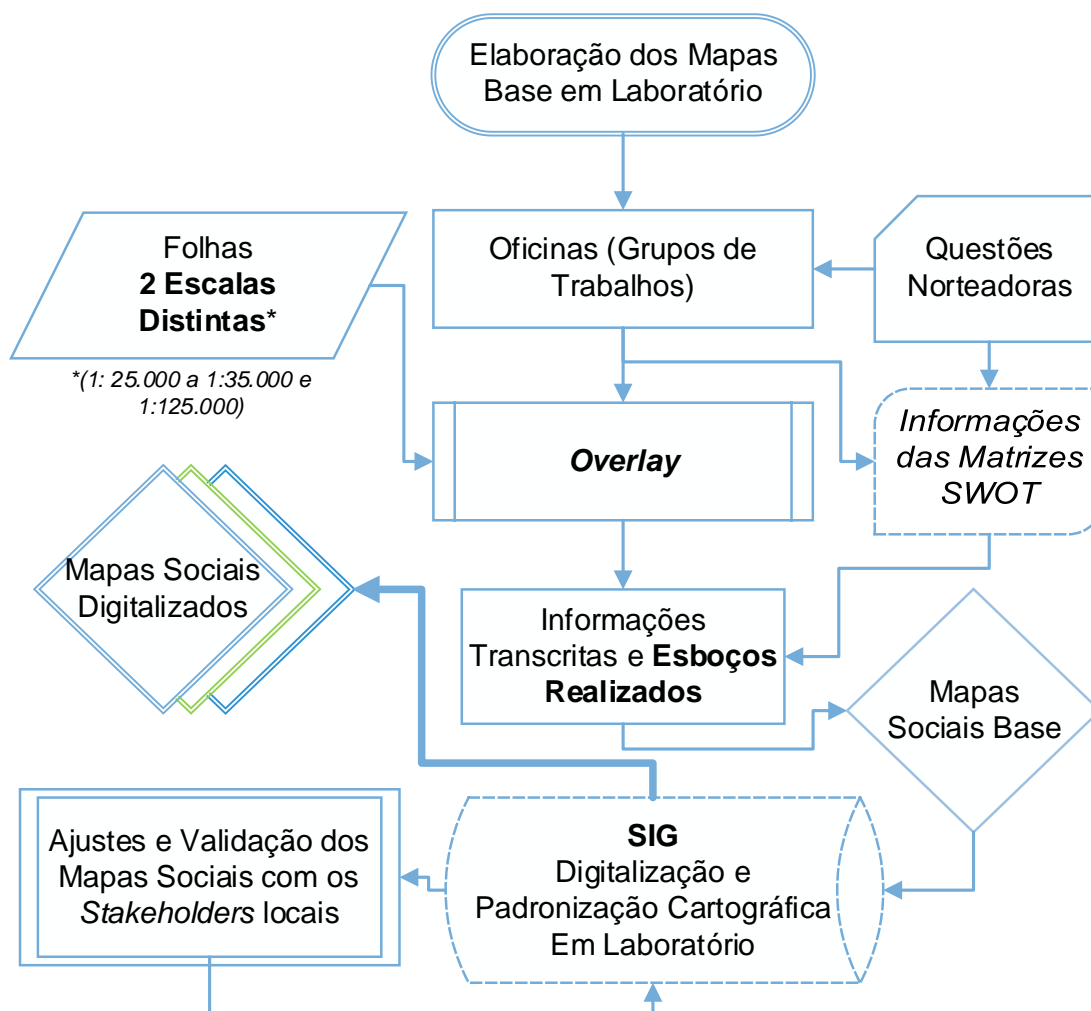 Elaboração dos Mapas
Base em Laboratório
Folhas
2 Escalas
Distintas*
*(1: 25.000 a 1:35.000 e
1:125.000)
Oficinas (Grupos de
Trabalhos)
Questões
Norteadoras
Overlay
Informações
das Matrizes
SWOT
Mapas Sociais
Digitalizados
Informações
Transcritas e Esboços
Realizados
Mapas
Sociais Base
Ajustes e Validação dos
Mapas Sociais com os
Stakeholders locais
SIG
Digitalização e
Padronização Cartográfica
Em Laboratório